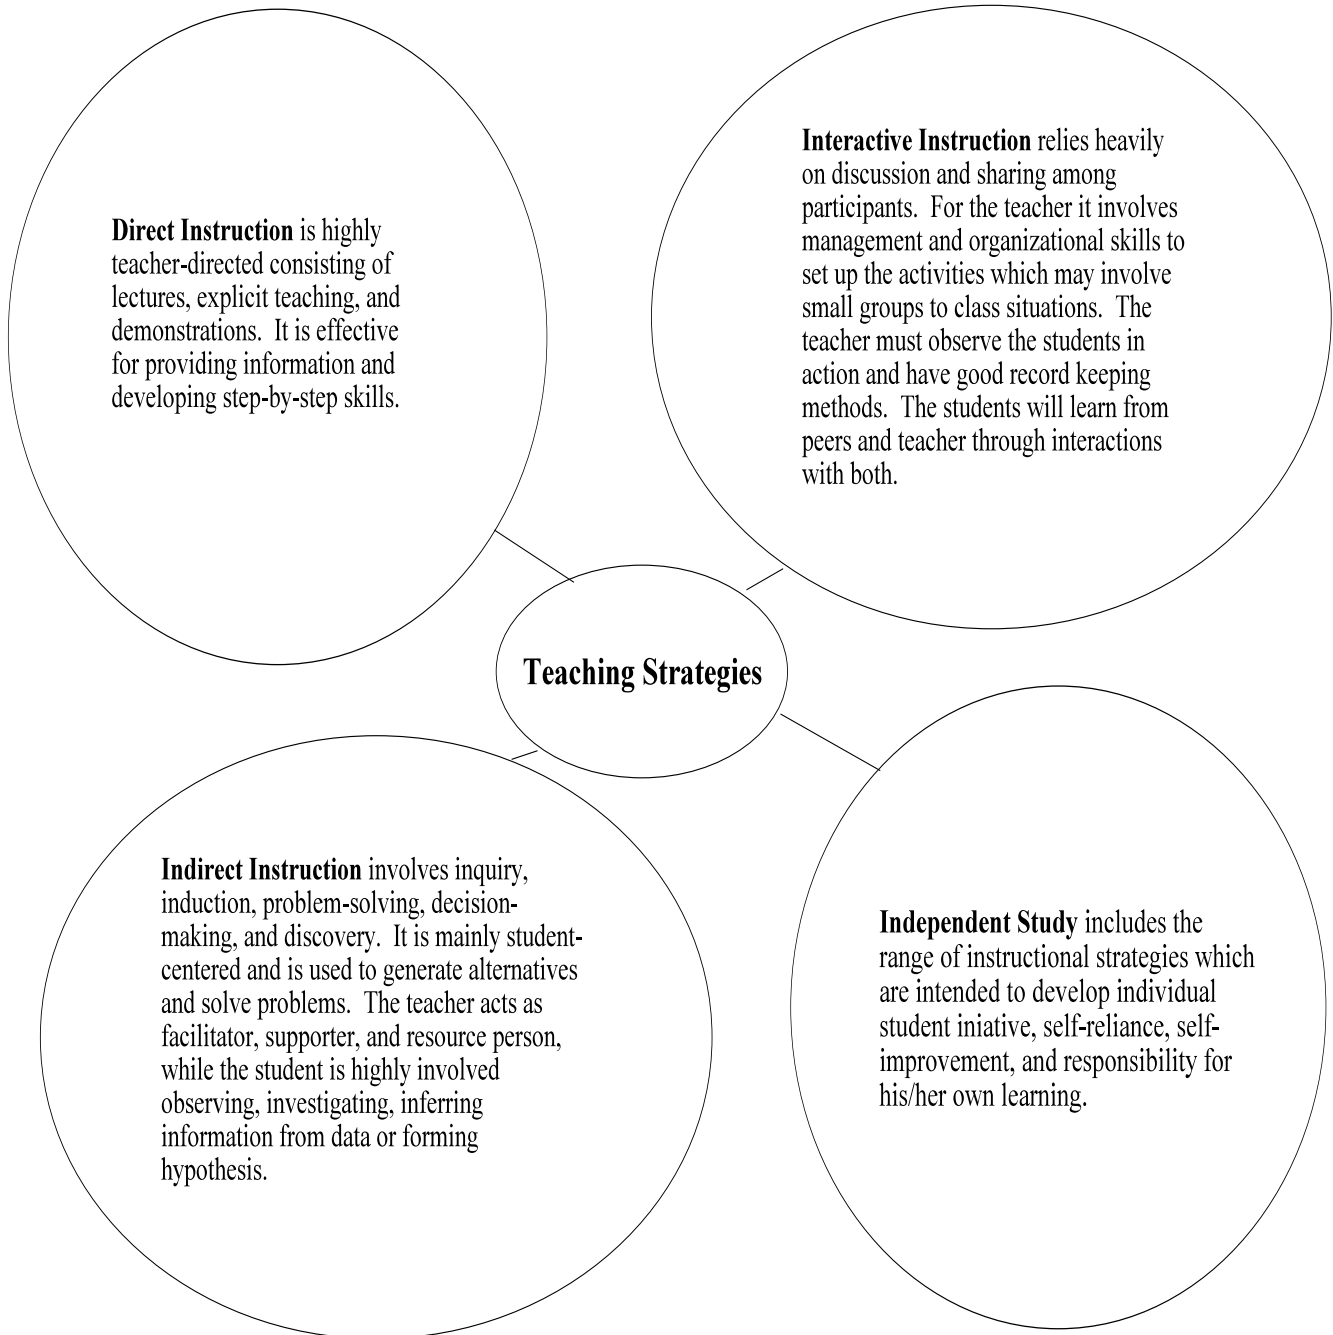 Direct Instruction is highly
teacher-directed consisting of
lectures, explicit teaching, and
demonstrations.  It is effective
for providing information and
developing step-by-step skills.
Interactive Instruction relies heavily
on discussion and sharing among
participants.  For the teacher it involves
management and organizational skills to
set up the activities which may involve
small groups to class situations.  The
teacher must observe the students in
action and have good record keeping
methods.  The students will learn from
peers and teacher through interactions
with both.
Teaching Strategies
Indirect Instruction involves inquiry,
induction, problem-solving, decision-
making, and discovery.  It is mainly student-
centered and is used to generate alternatives
and solve problems.  The teacher acts as
facilitator, supporter, and resource person,
while the student is highly involved
observing, investigating, inferring
information from data or forming
hypothesis.
Independent Study includes the
range of instructional strategies which
are intended to develop individual
student iniative, self-reliance, self-
improvement, and responsibility for
his/her own learning.